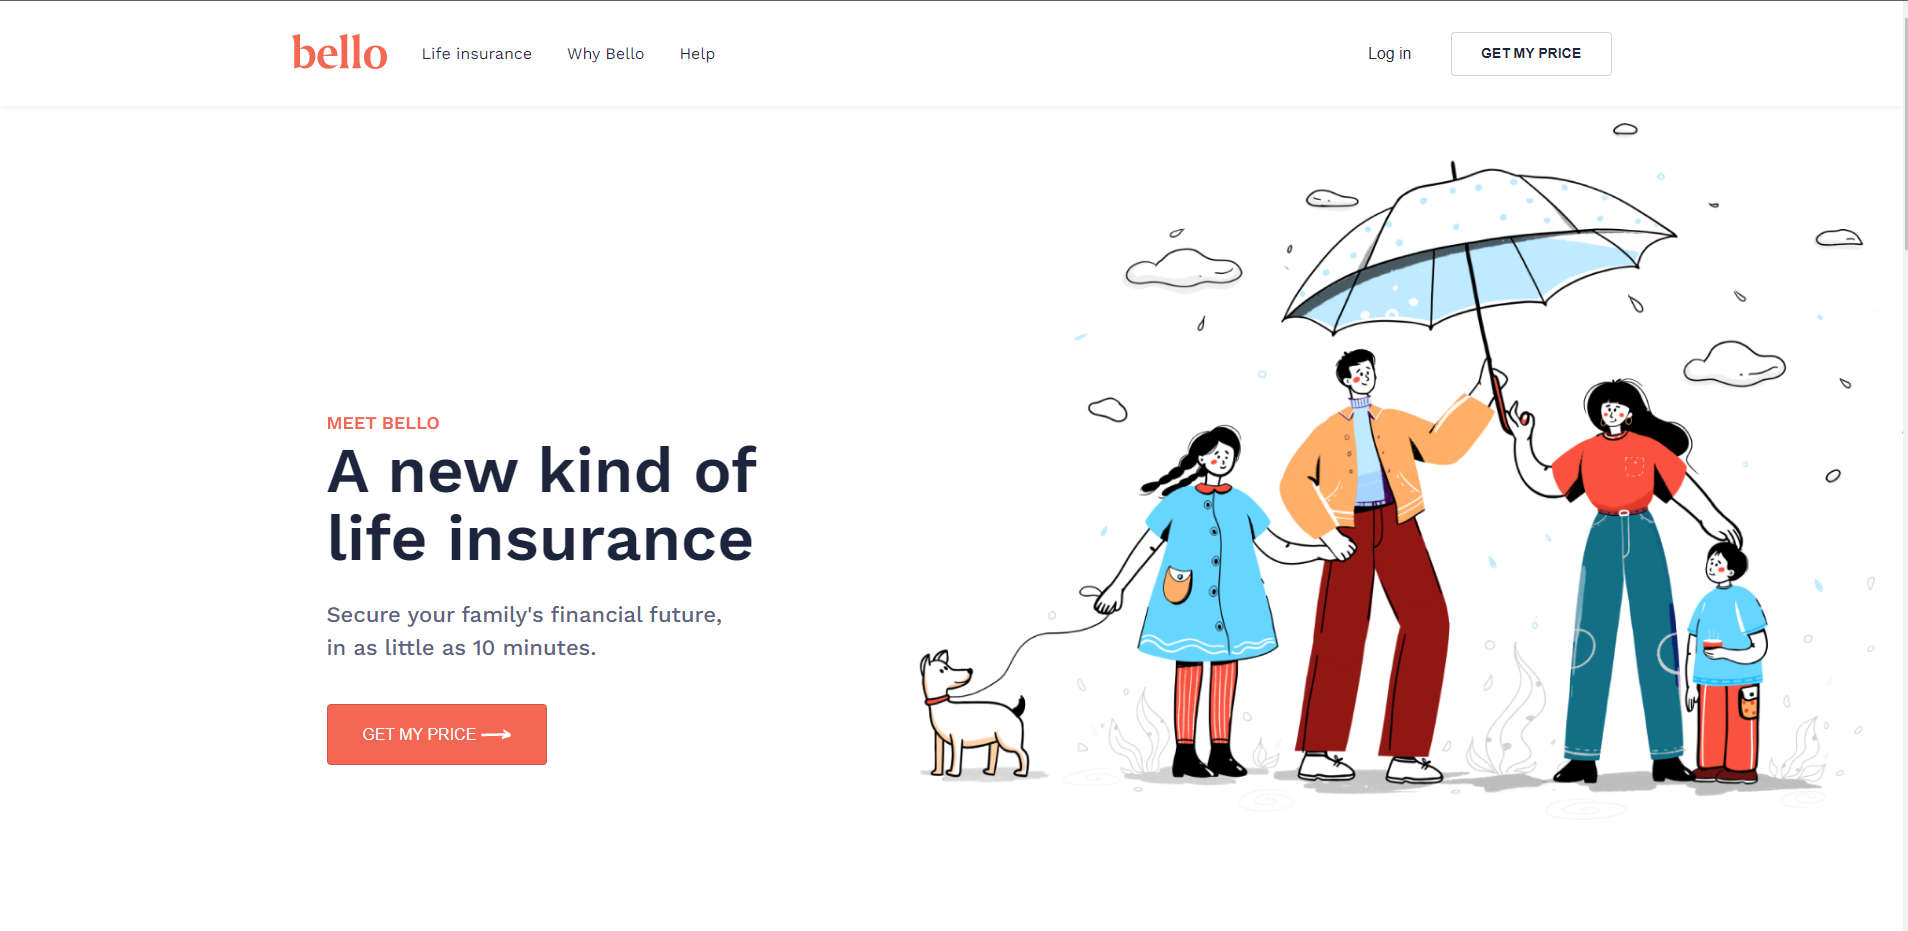 bello
Life insurance
Why Bello
Help
Log in
GET MY PRICE
MEET BELLO
A new kind of
life insurance
Secure your family's financial future,
in as little as 10 minutes.
GET MY PRICE